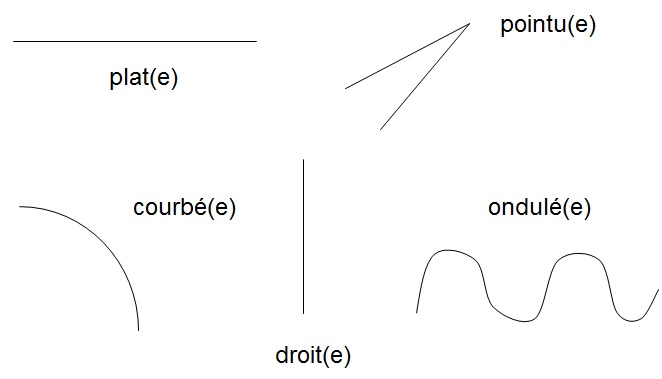 pointu(e)
plat(e)
courbé(e)
ondulé(e)
droit(e)